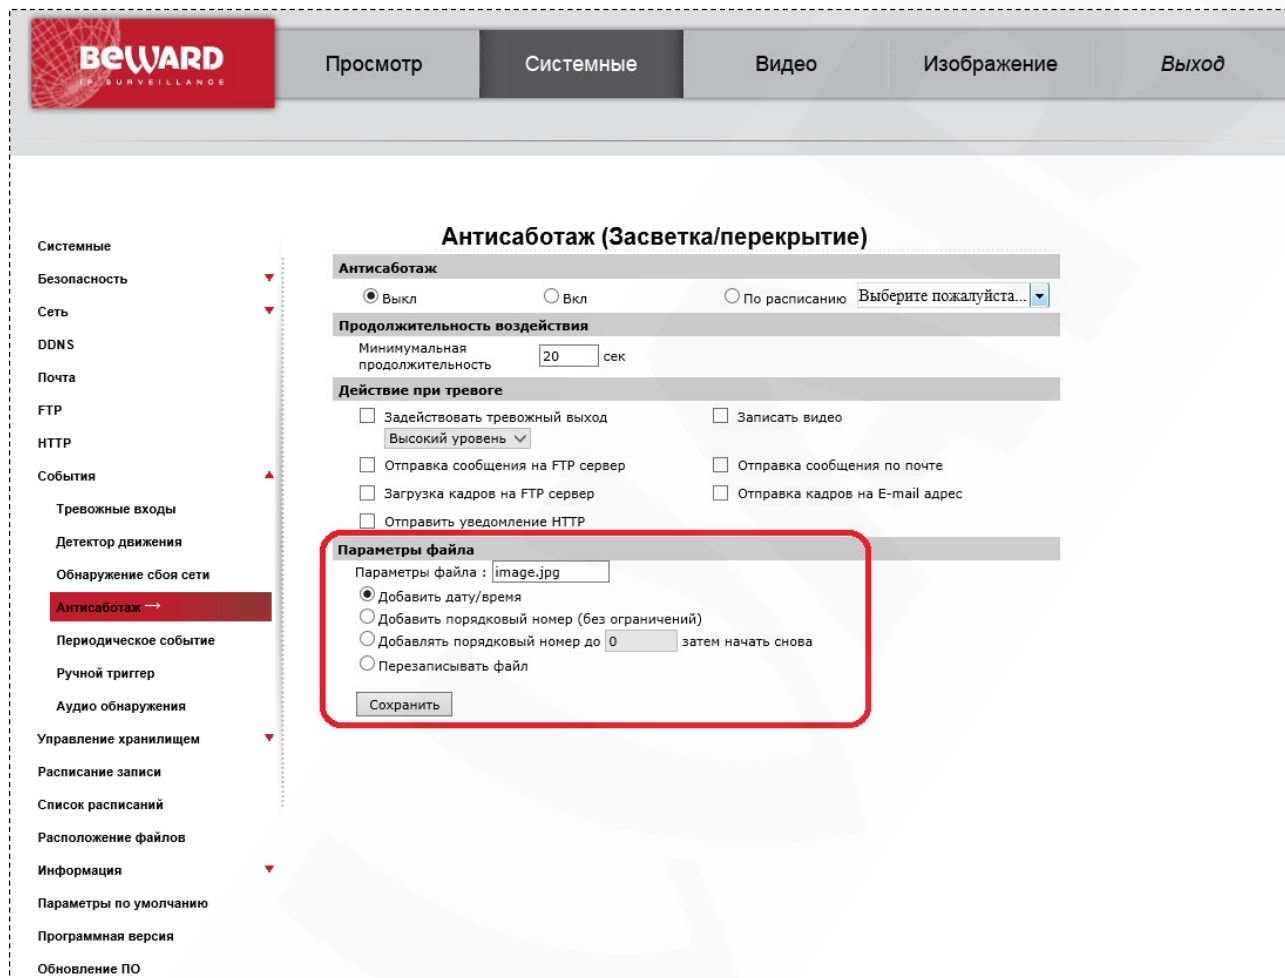 BEWARD
IP SURVEILLANCE
Просмотр
Системные
Видео
Изображение
Выход
Системные
Безопасность
Сеть
DDNS
Почта
FTP
HTTP
События
Тревожные входы
Детектор движения
Обнаружение сбоя сети
Антисаботаж →
Периодическое событие
Ручной триггер
Аудио обнаружения
Управление хранилищем
Расписание записи
Список расписаний
Расположение файлов
Информация
Параметры по умолчанию
Программная версия
Обновление ПО
Антисаботаж (Засветка/перекрытие)
Антисаботаж
Выкл Вкл По расписанию Выберите пожалуйста...
Продолжительность воздействия
Минимумальная
продолжительность 20 сек
Действие при тревоге
Задействовать тревожный выход Записать видео
Высокий уровень
Отправка сообщения на FTP сервер Отправка сообщения по почте
Загрузка кадров на FTP сервер Отправка кадров на E-mail адрес
Отправить уведомление HTTP
Параметры файла
Параметры файла : image.jpg
Добавить дату/время
Добавить порядковый номер (без ограничений)
Добавлять порядковый номер до 0 затем начать снова
Перезаписывать файл
Сохранить